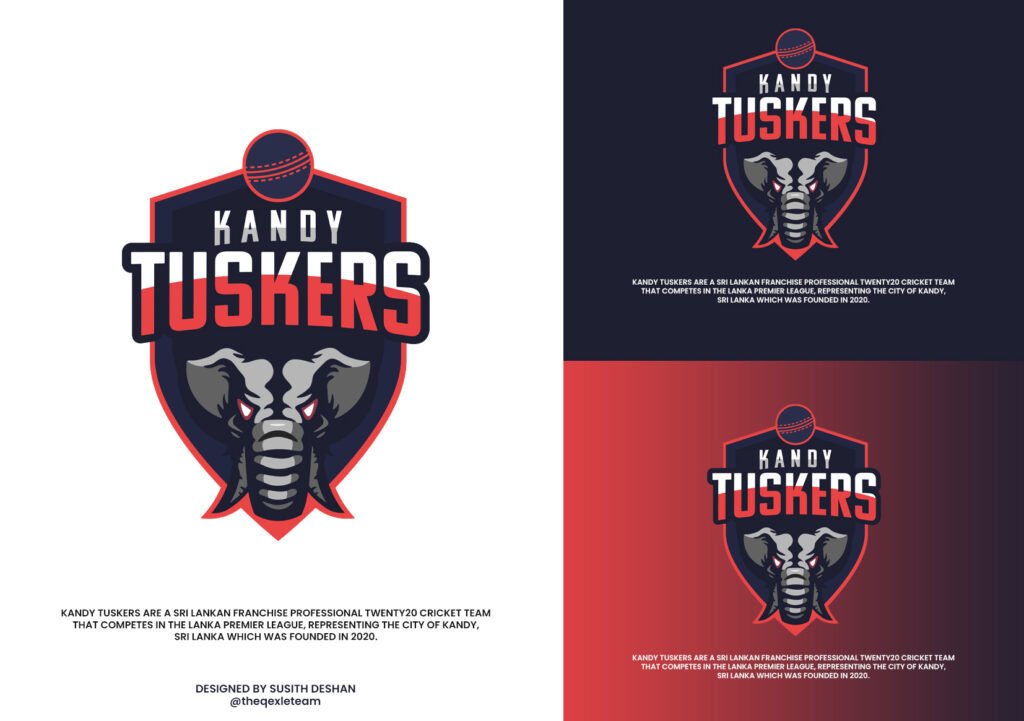 KANDY
TUSKERS
KANDY TUSKERS ARE A SRI LANKAN FRANCHISE PROFESSIONAL TWENTY20 CRICKET TEAM
THAT COMPETES IN THE LANKA PREMIER LEAGUE, REPRESENTING THE CITY OF KANDY,
SRI LANKA WHICH WAS FOUNDED IN 2020.
DESIGNED BY SUSITH DESHAN
@theqexleteam
KANDY
TUSKERS
KANDY TUSKERS ARE A SRI LANKAN FRANCHISE PROFESSIONAL TWENTY20 CRICKET TEAM
THAT COMPETES IN THE LANKA PREMIER LEAGUE, REPRESENTING THE CITY OF KANDY,
SRI LANKA WHICH WAS FOUNDED IN 2020.
KANDY
TUSKERS
KANDY TUSKERS ARE A SRI LANKAN FRANCHISE PROFESSIONAL TWENTY20 CRICKET TEAM
THAT COMPETES IN THE LANKA PREMIER LEAGUE, REPRESENTING THE CITY OF KANDY,
SRI LANKA WHICH WAS FOUNDED IN 2020.